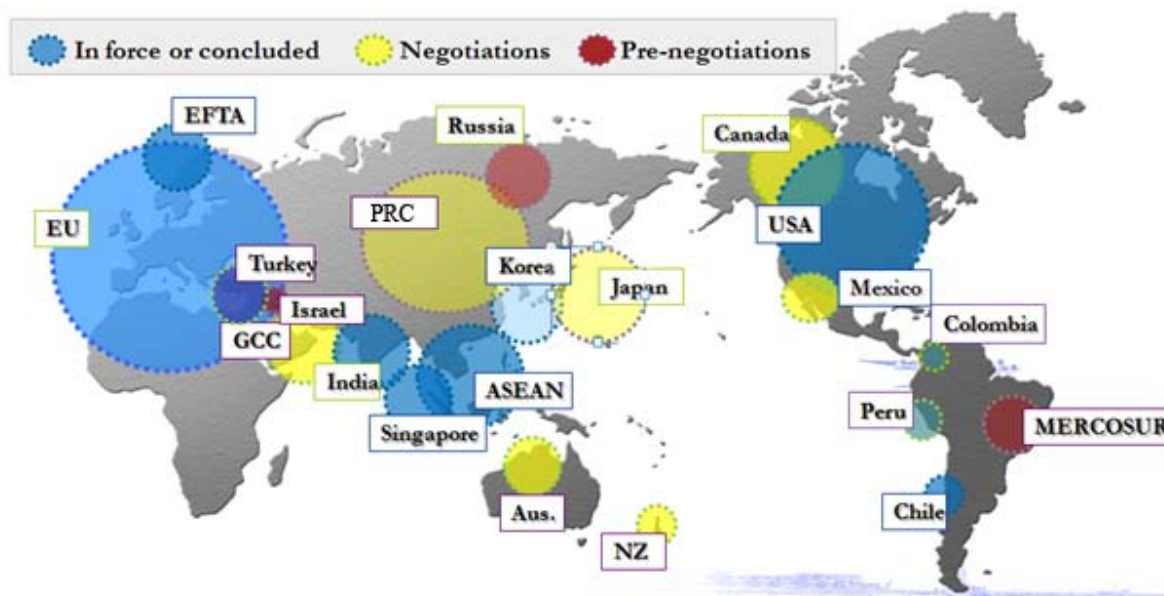 In force or concluded
Negotiations
Pre-negotiations
EFTA
Russia
Canada
EU
PRC
USA
Turkey
Korea
Japan
Israel
Mexico
GCC
Colombia
India
ASEAN
Peru
MERCOSUR
Singapore
Aus.
Chile
NZ